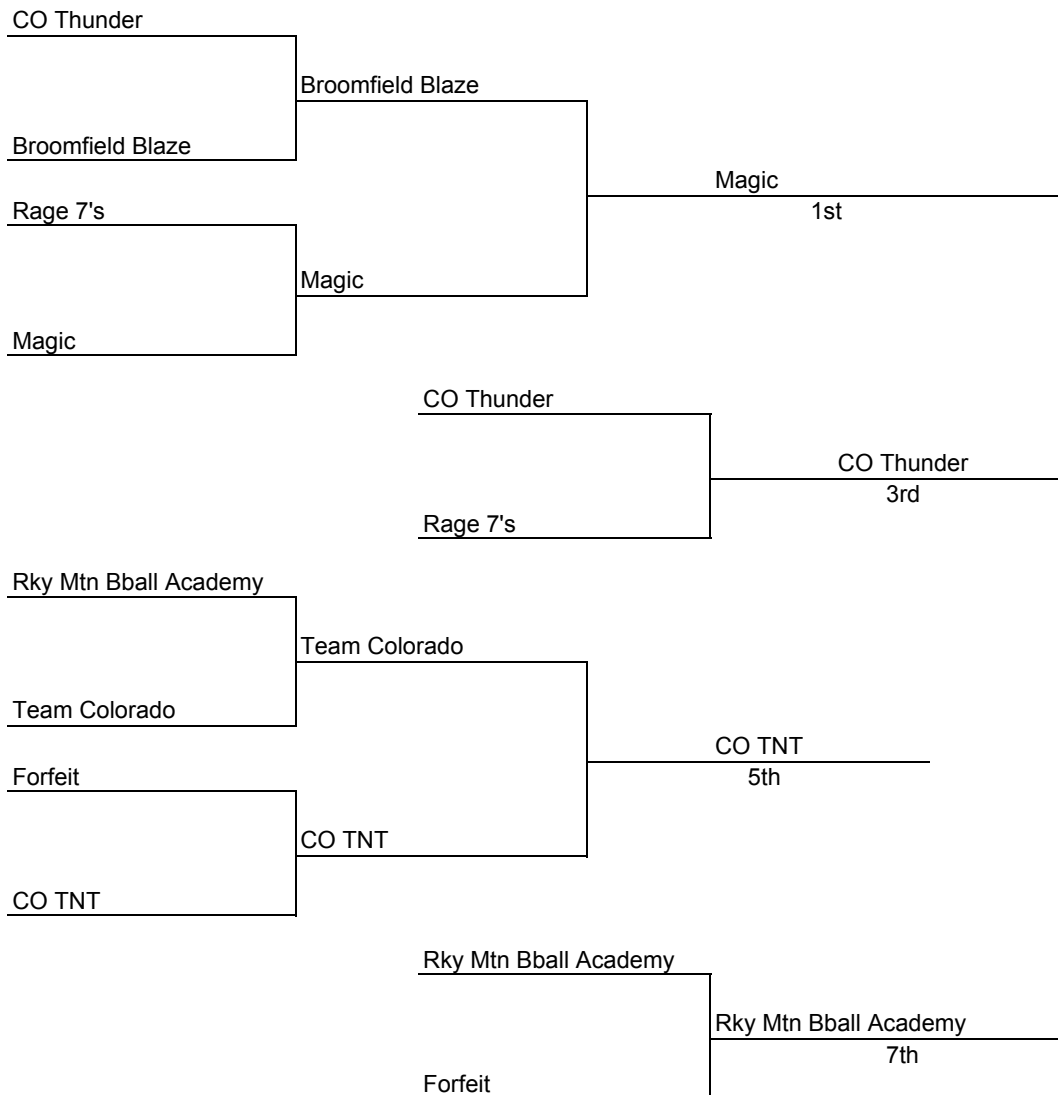 CO Thunder
Broomfield Blaze
Broomfield Blaze
Magic
Rage 7's
1st
Magic
Magic
CO Thunder
CO Thunder
3rd
Rage 7's
Rky Mtn Bball Academy
Team Colorado
Team Colorado
CO TNT
Forfeit
5th
CO TNT
CO TNT
Rky Mtn Bball Academy
Rky Mtn Bball Academy
7th
Forfeit